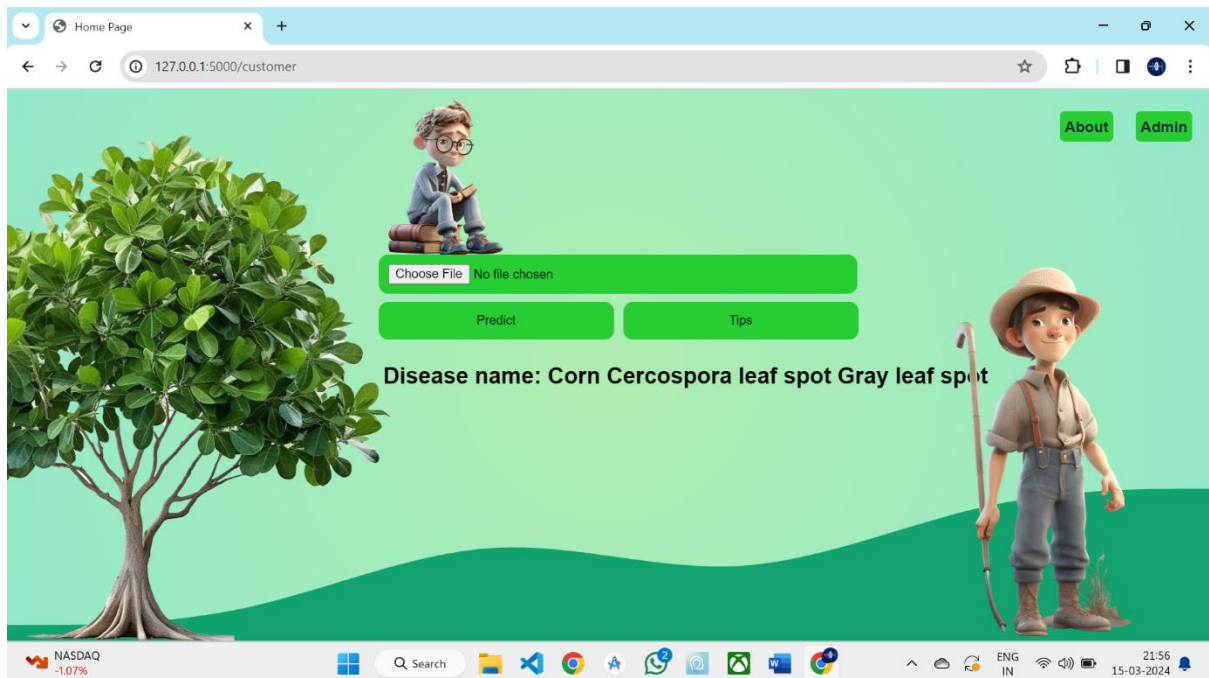 Home Page
127.0.0.1:5000/customer
About Admin
Choose File No file chosen
Predict Tips
Disease name: Corn Cercospora leaf spot Gray leaf spot
NASDAQ
-1.07%
Search
2
ENG
IN
21:56
15-03-2024